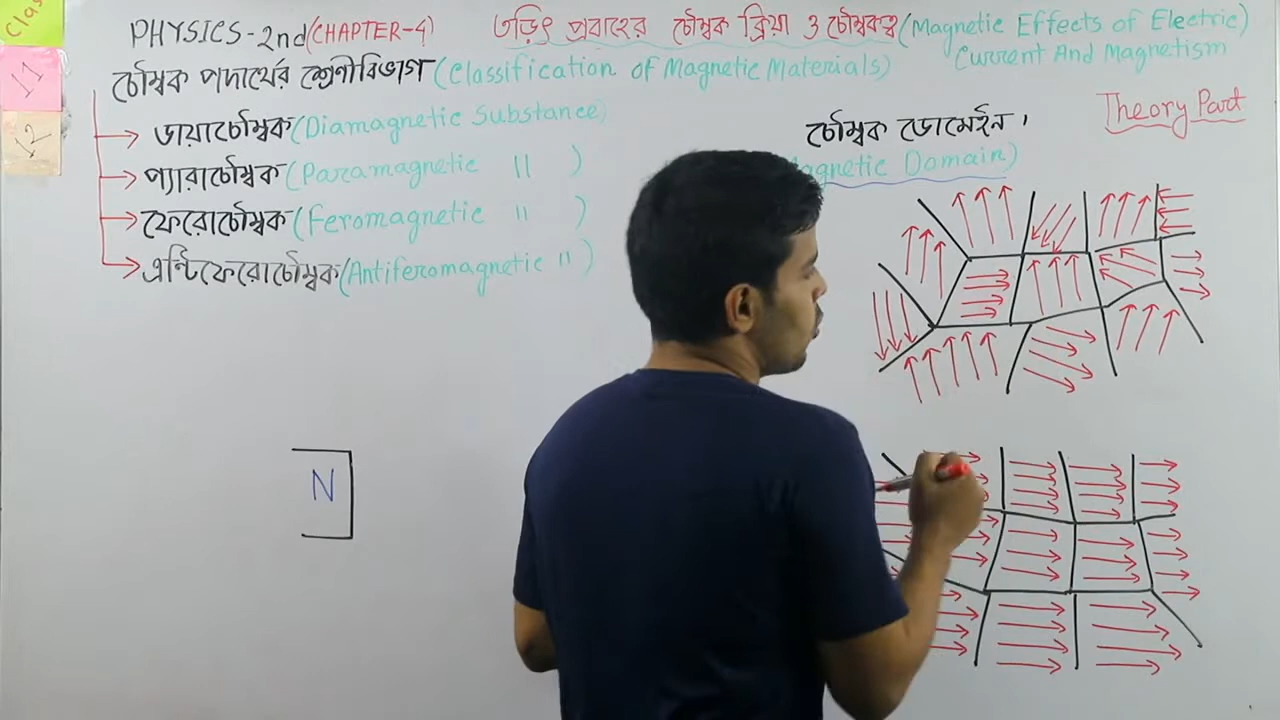 Clas
11
12
PHYSICS-2nd(CHAPTER-4) তড়িৎ প্রবাহের চৌম্বক ক্রিয়া ও চৌম্বকত্ব (Magnetic Effects of Electric)
Current And Magnetism
চৌম্বক পদার্থের শ্রেণীবিভাগ (Classification of Magnetic Materials)
Theory Part
ডায়াচৌম্বক (Diamagnetic Substance)
প্যারাচৌম্বক (Paramagnetic " )
ফেরোচৌম্বক (Feromagnetic " )
এন্টিফেরোচৌম্বক (Antiferomagnetic " )
চৌম্বক ডোমেইন।
agnetic Domain)
N